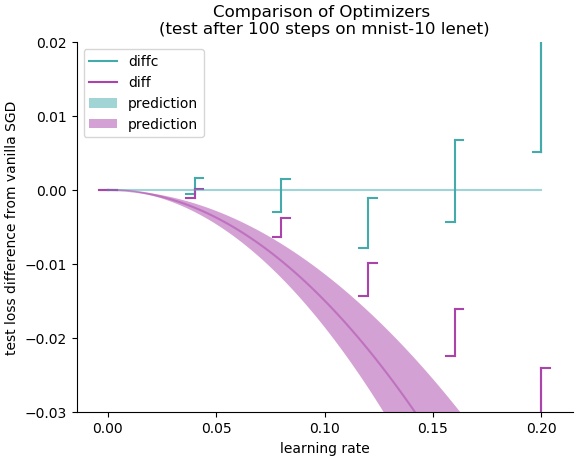 Comparison of Optimizers
(test after 100 steps on mnist-10 lenet)
test loss difference from vanilla SGD
0.02
0.01
0.00
−0.01
−0.02
−0.03
diffc
diff
prediction
prediction
0.00 0.05 0.10 0.15 0.20
learning rate